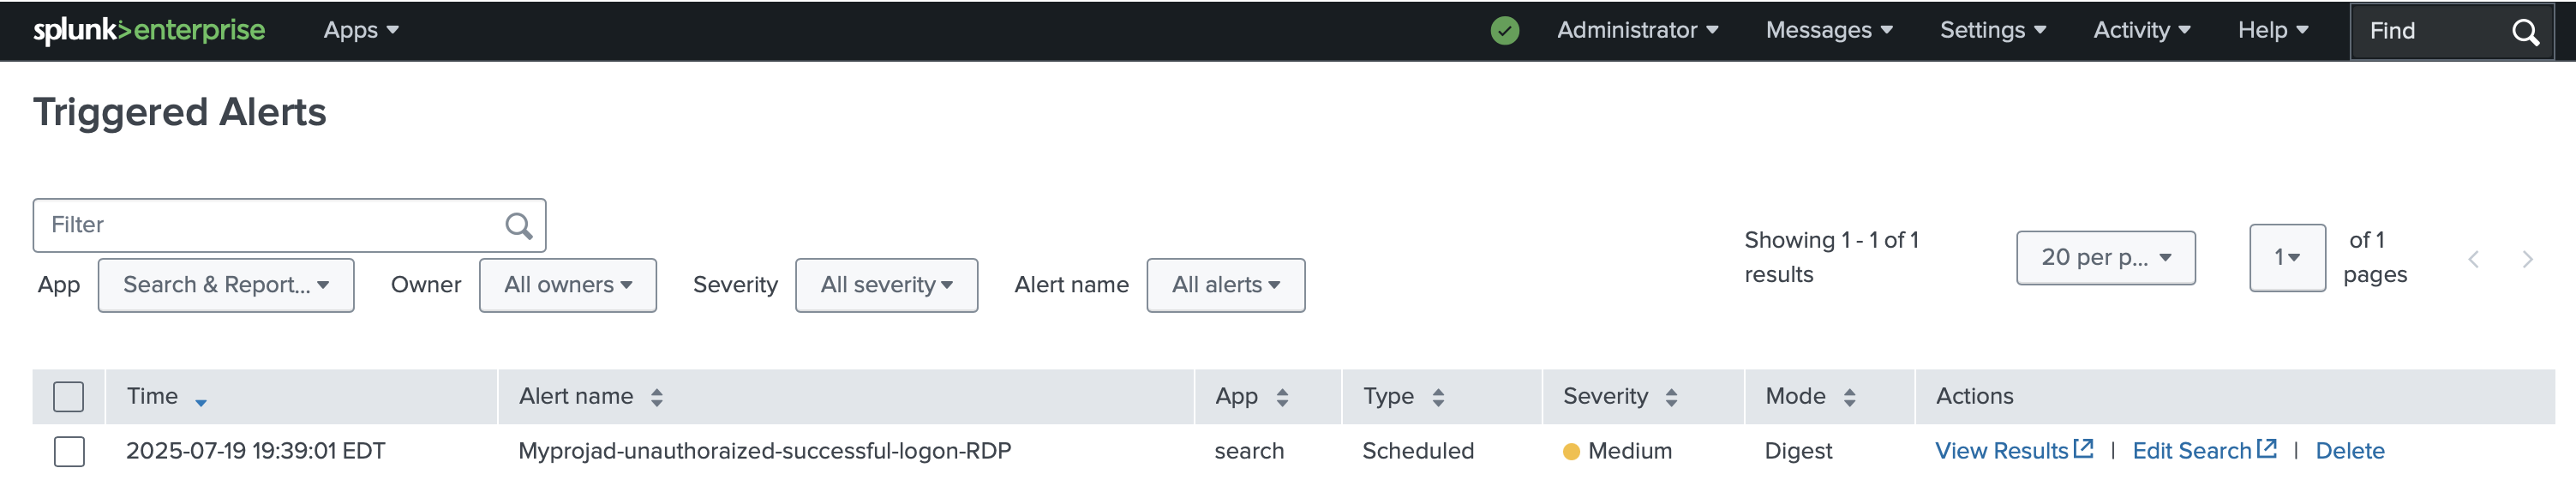 splunk>enterprise Apps Administrator Messages Settings Activity Help Find
Triggered Alerts
Filter
Showing 1 - 1 of 1
results
20 per p...
1
of 1
pages
App Search & Report... Owner All owners Severity All severity Alert name All alerts
Time Alert name App Type Severity Mode Actions
2025-07-19 19:39:01 EDT Myprojad-unauthoraized-successful-logon-RDP search Scheduled Medium Digest View Results | Edit Search | Delete